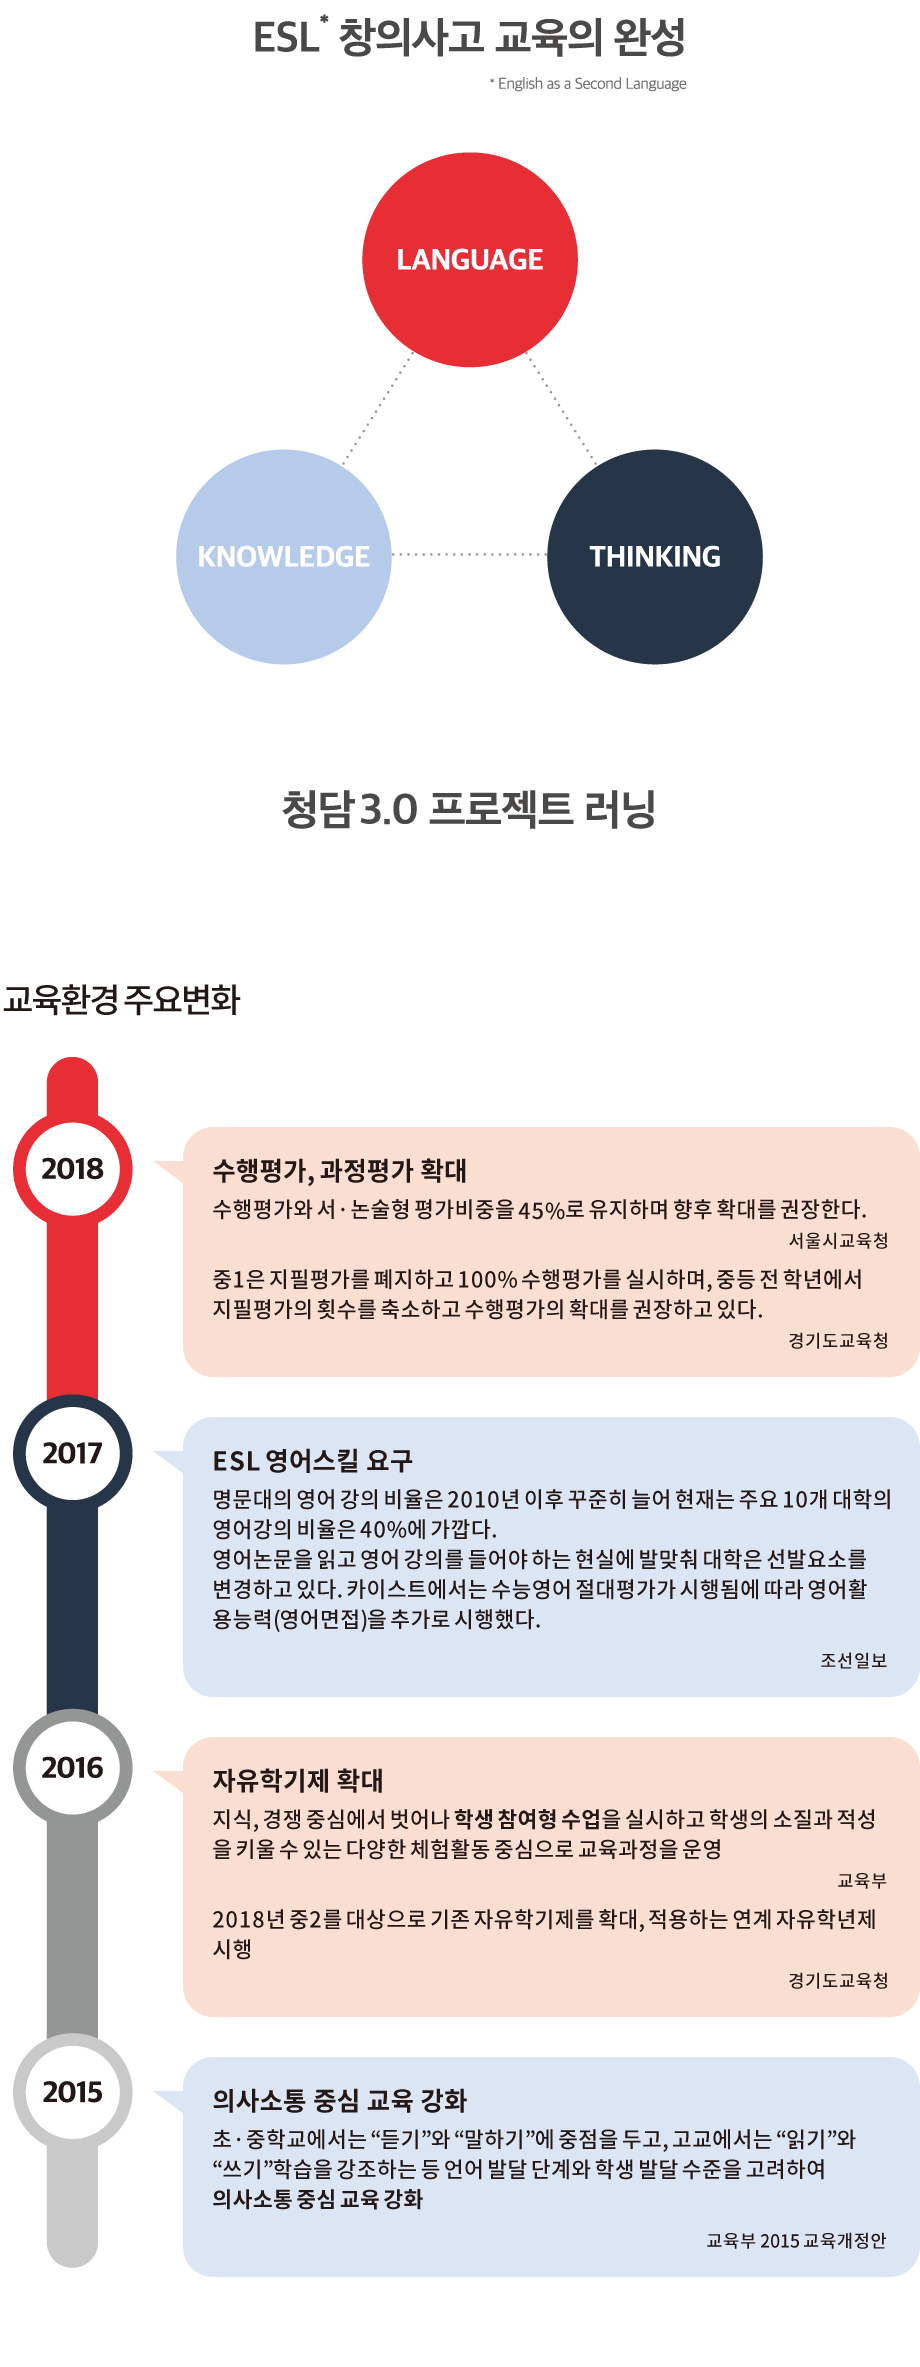 ESL* 창의사고 교육의 완성
* English as a Second Language
LANGUAGE
KNOWLEDGE
THINKING
청담 3.0 프로젝트 러닝
교육환경 주요변화
2018
수행평가, 과정평가 확대
수행평가와 서 · 논술형 평가비중을 45%로 유지하며 향후 확대를 권장한다.
서울시교육청
중1은 지필평가를 폐지하고 100% 수행평가를 실시하며, 중등 전 학년에서
지필평가의 횟수를 축소하고 수행평가의 확대를 권장하고 있다.
경기도교육청
2017
ESL 영어스킬 요구
명문대의 영어 강의 비율은 2010년 이후 꾸준히 늘어 현재는 주요 10개 대학의
영어강의 비율은 40%에 가깝다.
영어논문을 읽고 영어 강의를 들어야 하는 현실에 발맞춰 대학은 선발요소를
변경하고 있다. 카이스트에서는 수능영어 절대평가가 시행됨에 따라 영어활
용능력(영어면접)을 추가로 시행했다.
조선일보
2016
자유학기제 확대
지식, 경쟁 중심에서 벗어나 학생 참여형 수업을 실시하고 학생의 소질과 적성
을 키울 수 있는 다양한 체험활동 중심으로 교육과정을 운영
교육부
2018년 중2를 대상으로 기존 자유학기제를 확대, 적용하는 연계 자유학년제
시행
경기도교육청
2015
의사소통 중심 교육 강화
초 · 중학교에서는 “듣기”와 “말하기”에 중점을 두고, 고교에서는 “읽기”와
“쓰기”학습을 강조하는 등 언어 발달 단계와 학생 발달 수준을 고려하여
의사소통 중심 교육 강화
교육부 2015 교육개정안